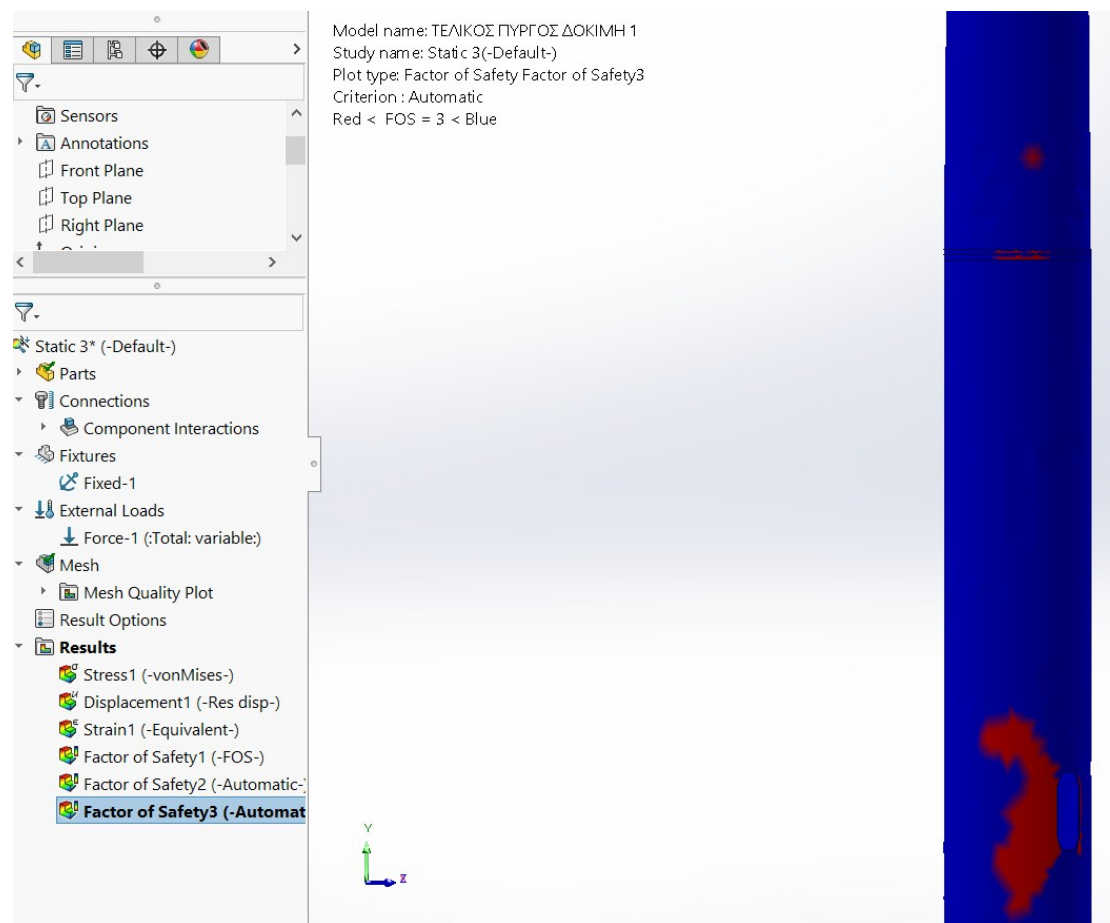 Model name: ΤΕΛΙΚΟΣ ΠΥΡΓΟΣ ΔΟΚΙΜΗ 1
Study name: Static 3(-Default-)
Plot type: Factor of Safety Factor of Safety3
Criterion : Automatic
Red < FOS = 3 < Blue
Sensors
Annotations
Front Plane
Top Plane
Right Plane
Static 3* (-Default-)
Parts
Connections
Component Interactions
Fixtures
Fixed-1
External Loads
Force-1 (:Total: variable:)
Mesh
Mesh Quality Plot
Result Options
Results
Stress1 (-vonMises-)
Displacement1 (-Res disp-)
Strain1 (-Equivalent-)
Factor of Safety1 (-FOS-)
Factor of Safety2 (-Automatic-
Factor of Safety3 (-Automat
Y
Z